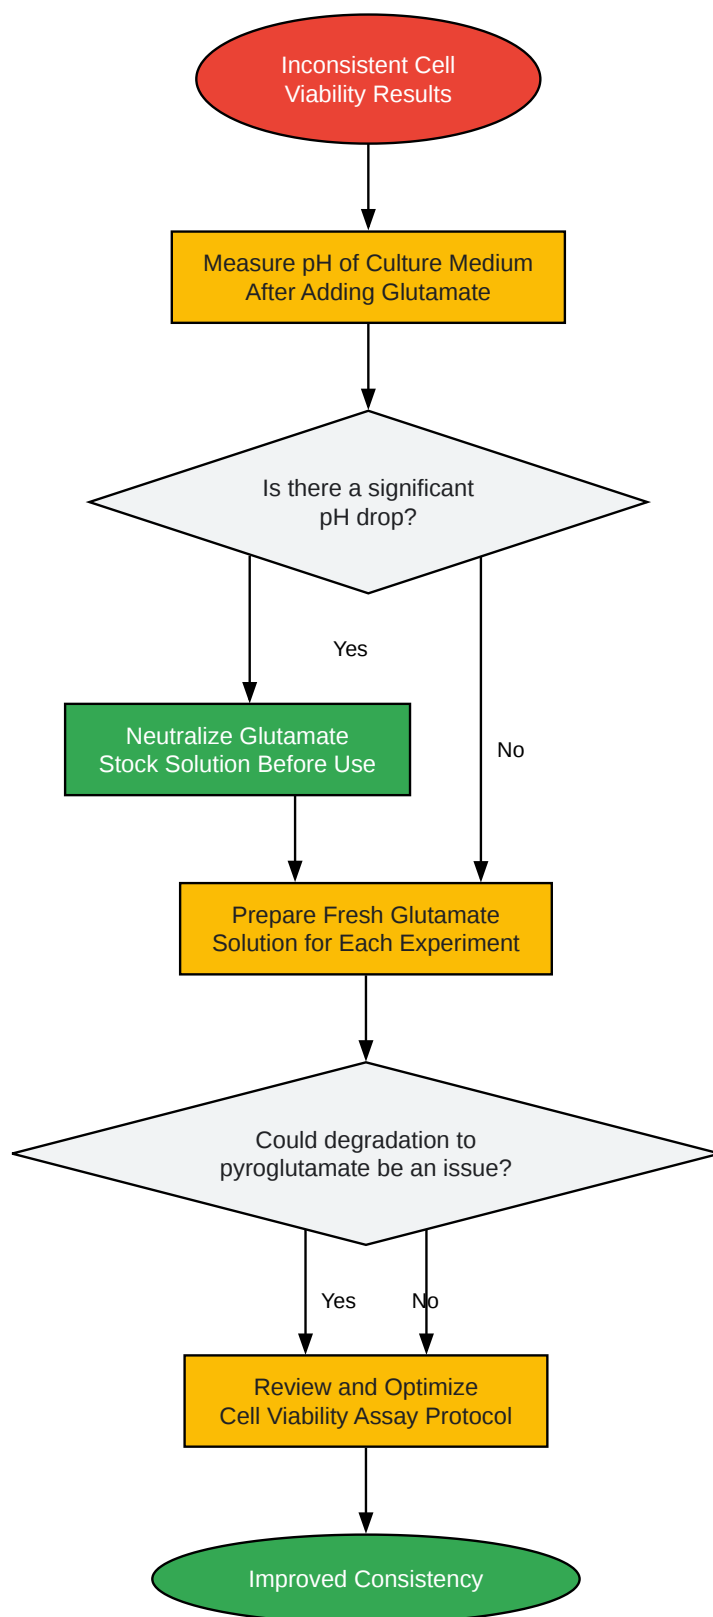 Inconsistent Cell
Viability Results
Measure pH of Culture Medium
After Adding Glutamate
Is there a significant
pH drop?
Yes
Neutralize Glutamate
Stock Solution Before Use
No
Prepare Fresh Glutamate
Solution for Each Experiment
Could degradation to
pyroglutamate be an issue?
Yes
No
Review and Optimize
Cell Viability Assay Protocol
Improved Consistency